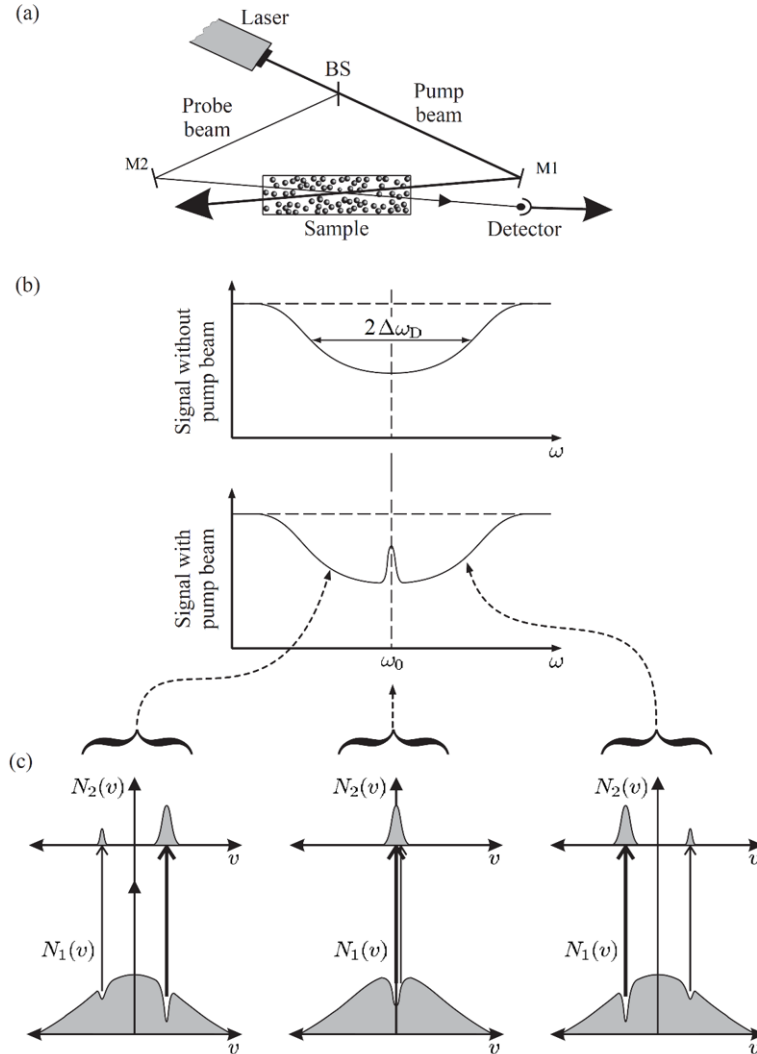 (a)
Laser
BS
Pump
beam
Probe
beam
M2
M1
Sample
Detector
(b)
Signal without
pump beam
2 Δω_D
ω
Signal with
pump beam
ω_0
ω
(c)
N_2(v)
v
N_1(v)
v
N_2(v)
v
N_1(v)
v
N_2(v)
v
N_1(v)
v